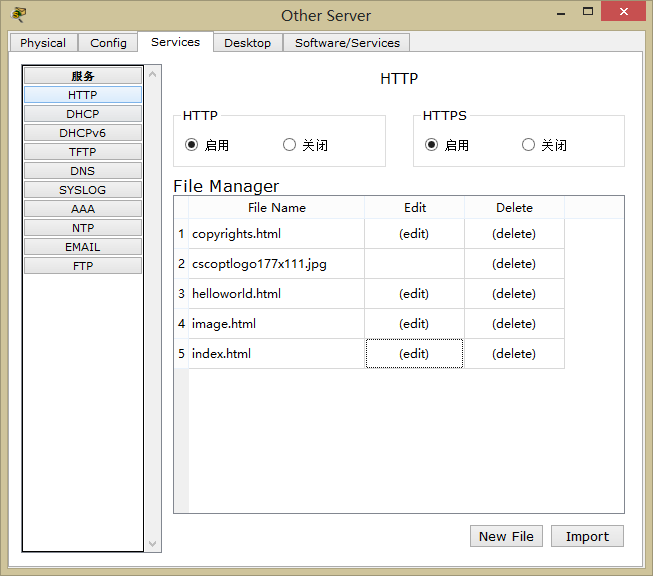 Other Server
Physical Config Services Desktop Software/Services
服务
HTTP
DHCP
DHCPv6
TFTP
DNS
SYSLOG
AAA
NTP
EMAIL
FTP
HTTP
HTTP HTTPS
启用 关闭 启用 关闭
File Manager
File Name Edit Delete
1 copyrights.html (edit) (delete)
2 cscoptlogo177x111.jpg (delete)
3 helloworld.html (edit) (delete)
4 image.html (edit) (delete)
5 index.html (edit) (delete)
New File Import